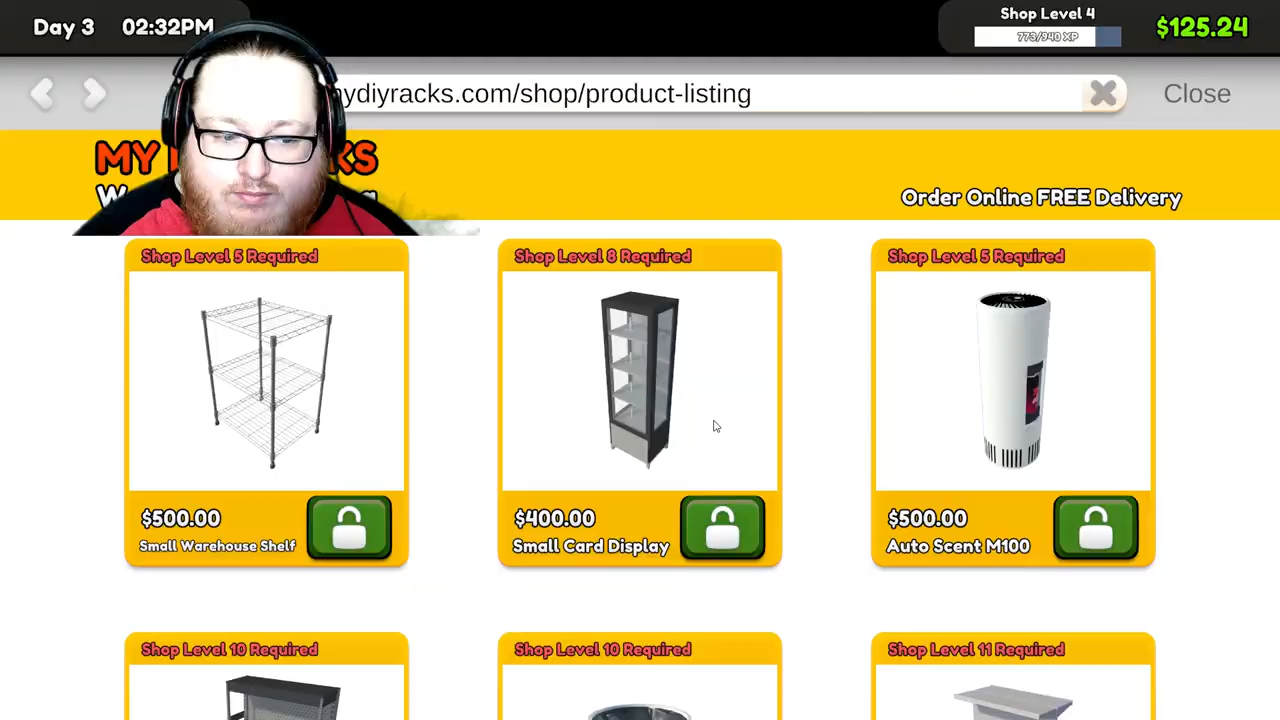 Day 3 02:32PM
Shop Level 4
773/940 XP
$125.24
mydiyracks.com/shop/product-listing
Close
MY
KS
Order Online FREE Delivery
Shop Level 5 Required
Shop Level 8 Required
Shop Level 5 Required
$500.00
Small Warehouse Shelf
$400.00
Small Card Display
$500.00
Auto Scent M100
Shop Level 10 Required
Shop Level 10 Required
Shop Level 11 Required